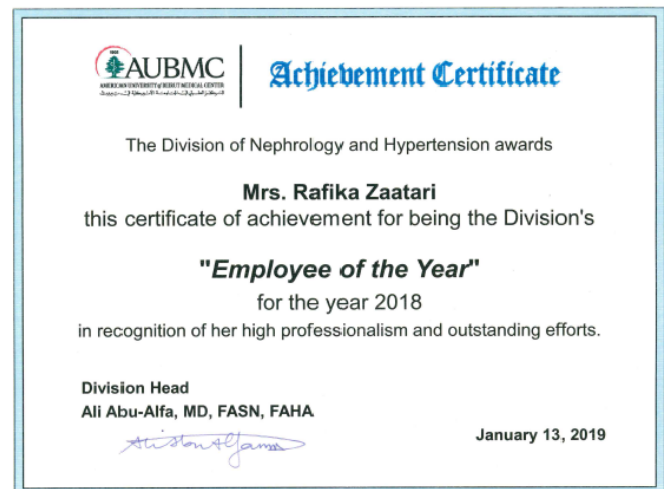 AUBMC
AMERICAN UNIVERSITY of BEIRUT MEDICAL CENTER
Achievement Certificate
The Division of Nephrology and Hypertension awards
Mrs. Rafika Zaatari
this certificate of achievement for being the Division's
"Employee of the Year"
for the year 2018
in recognition of her high professionalism and outstanding efforts.
Division Head
Ali Abu-Alfa, MD, FASN, FAHA
January 13, 2019